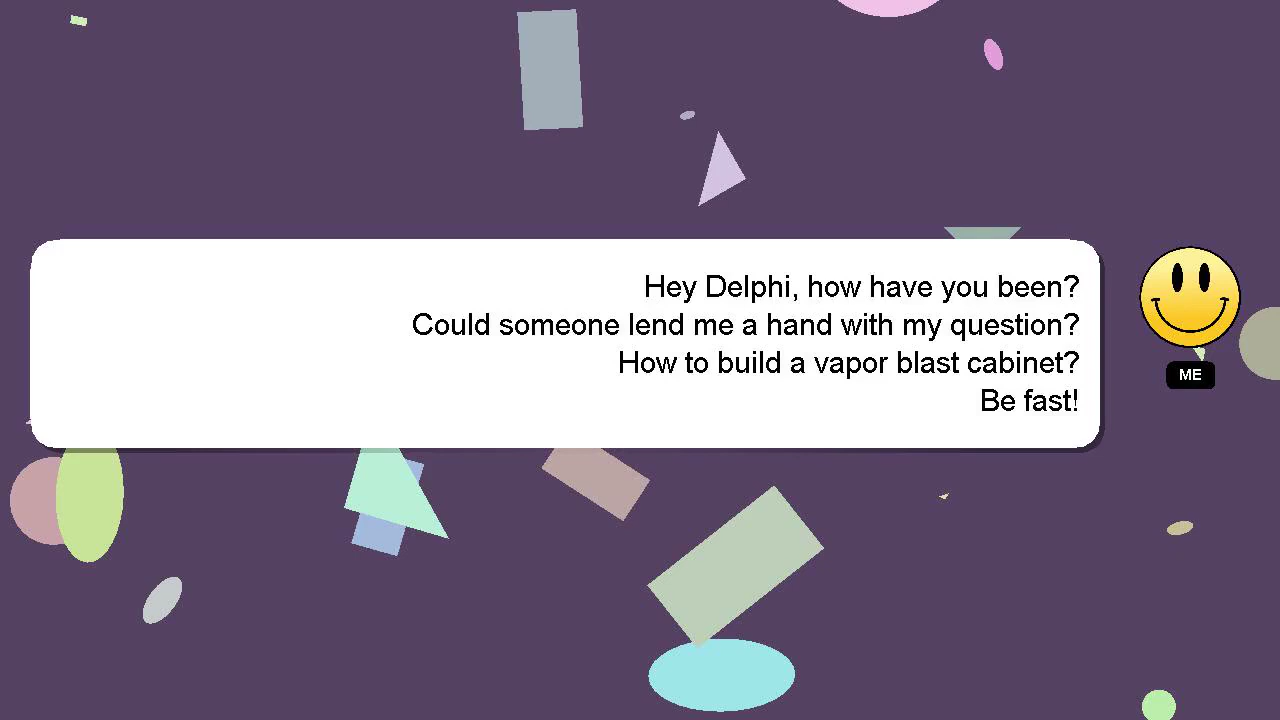 Hey Delphi, how have you been?
Could someone lend me a hand with my question?
How to build a vapor blast cabinet?
Be fast!
ME